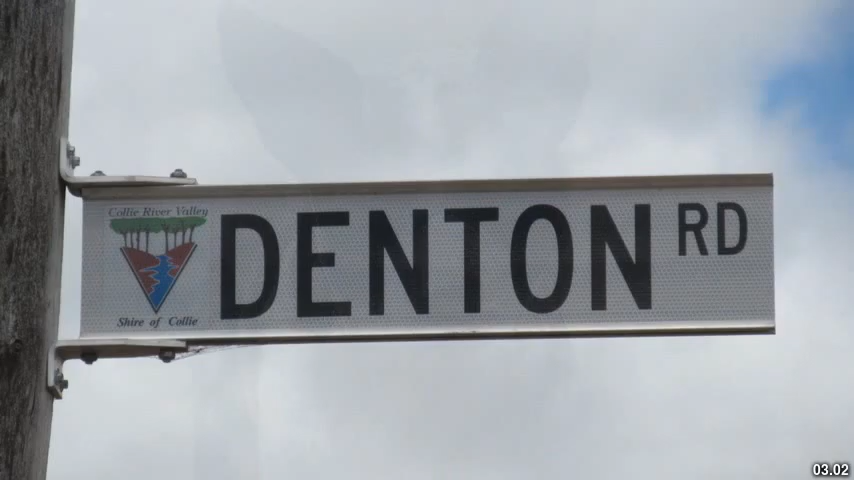 Collie River Valley
Shire of Collie
DENTON RD
03.02